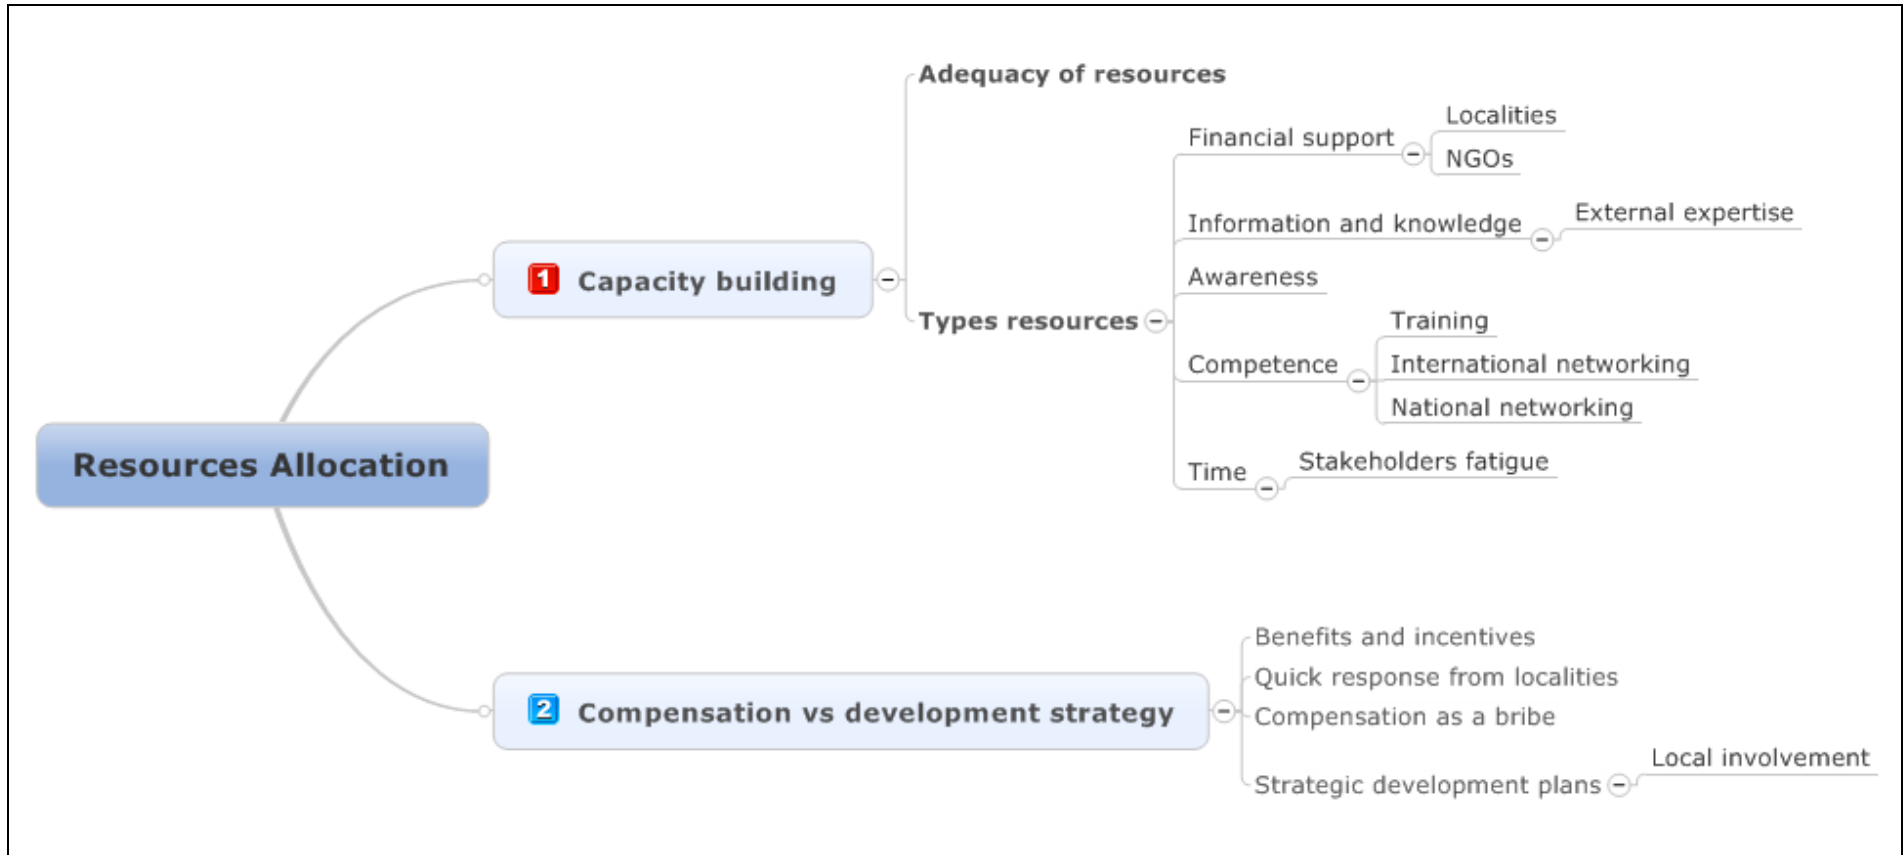 Resources Allocation
1 Capacity building
Adequacy of resources
Types resources
Financial support
Localities
NGOs
Information and knowledge
External expertise
Awareness
Competence
Training
International networking
National networking
Time
Stakeholders fatigue
2 Compensation vs development strategy
Benefits and incentives
Quick response from localities
Compensation as a bribe
Strategic development plans
Local involvement